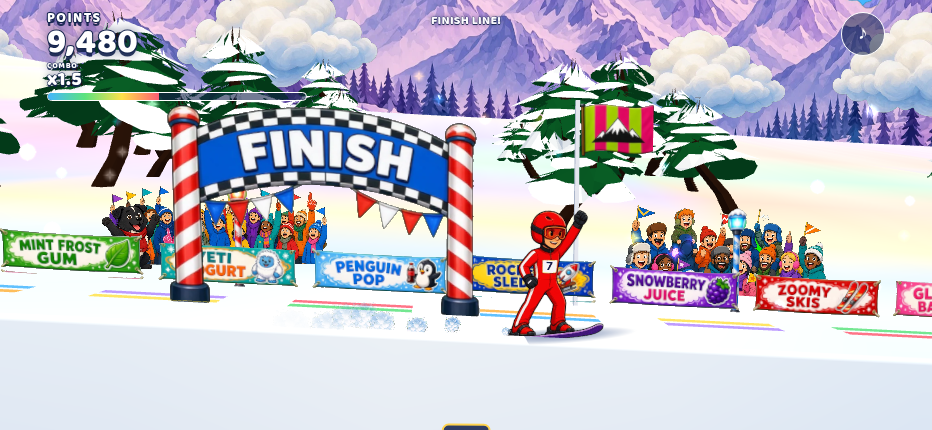 POINTS
FINISH LINE!
9,480
COMBO
x1.5
FINISH
MINT FROST
GUM
YETI
PENGUIN
POP
SNOWBERRY
JUICE
ZOOMY
SKIS
7